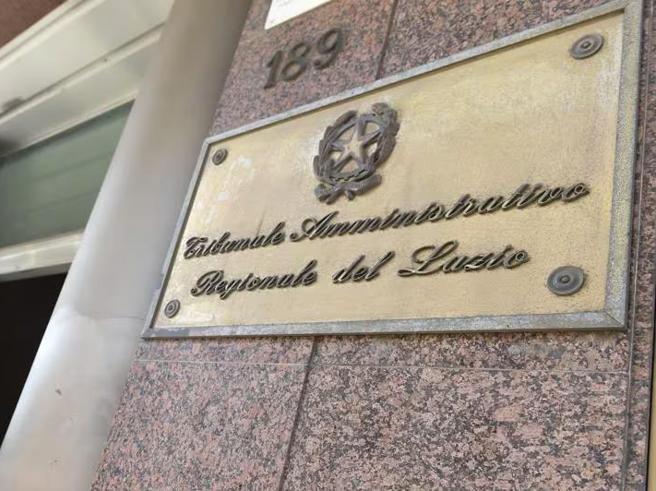 189
Tribunale Amministrativo
Regionale del Lazio